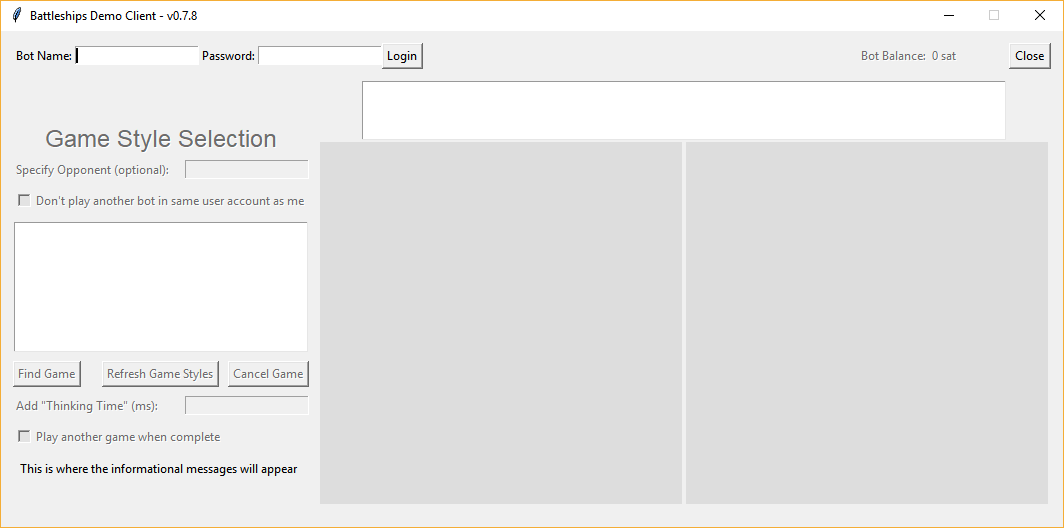 Battleships Demo Client - v0.7.8
Bot Name: Password: Login Bot Balance: 0 sat Close
Game Style Selection
Specify Opponent (optional):
Don't play another bot in same user account as me
Find Game Refresh Game Styles Cancel Game
Add "Thinking Time" (ms):
Play another game when complete
This is where the informational messages will appear